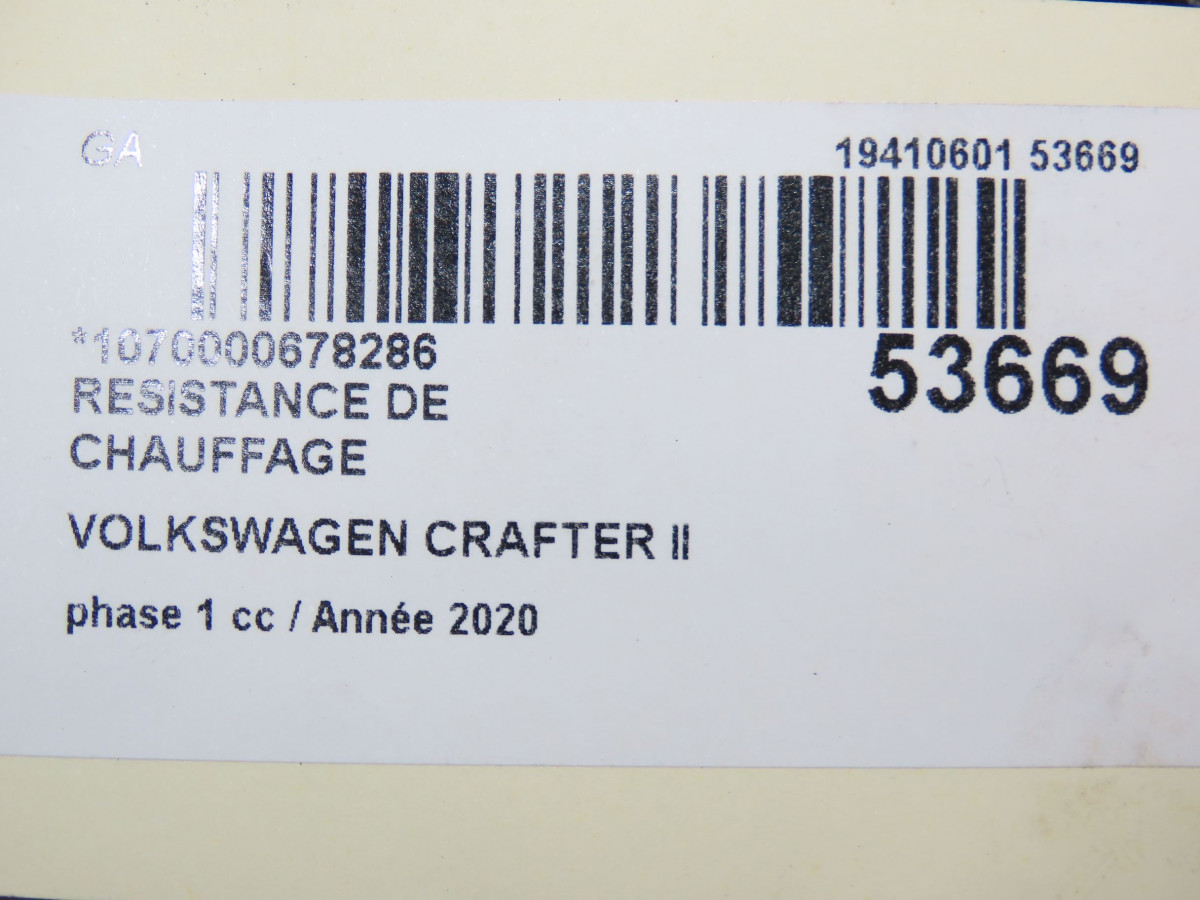 GA
19410601 53669
*1070000678286
53669
RESISTANCE DE
CHAUFFAGE
VOLKSWAGEN CRAFTER II
phase 1 cc / Année 2020